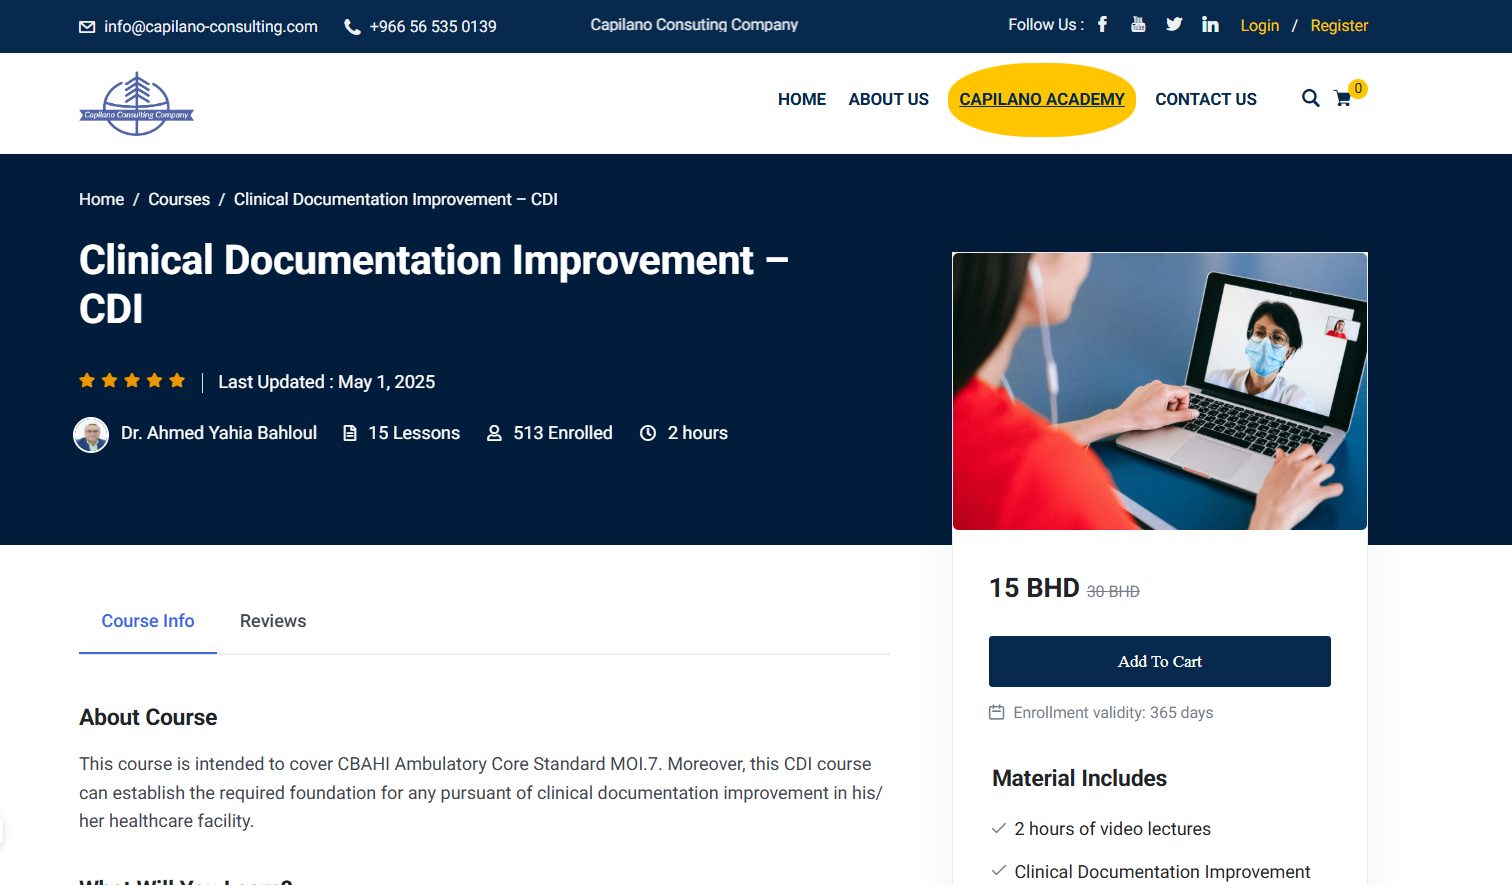 info@capilano-consulting.com
+966 56 535 0139
Capilano Consuting Company
Follow Us :
Login / Register
Capilano Consulting Company
HOME
ABOUT US
CAPILANO ACADEMY
CONTACT US
0
Home / Courses / Clinical Documentation Improvement – CDI
Clinical Documentation Improvement –
CDI
Last Updated : May 1, 2025
Dr. Ahmed Yahia Bahloul
15 Lessons
513 Enrolled
2 hours
15 BHD 30 BHD
Add To Cart
Enrollment validity: 365 days
Material Includes
2 hours of video lectures
Clinical Documentation Improvement
Course Info
Reviews
About Course
This course is intended to cover CBAHI Ambulatory Core Standard MOI.7. Moreover, this CDI course
can establish the required foundation for any pursuant of clinical documentation improvement in his/
her healthcare facility.
What Will You Learn?